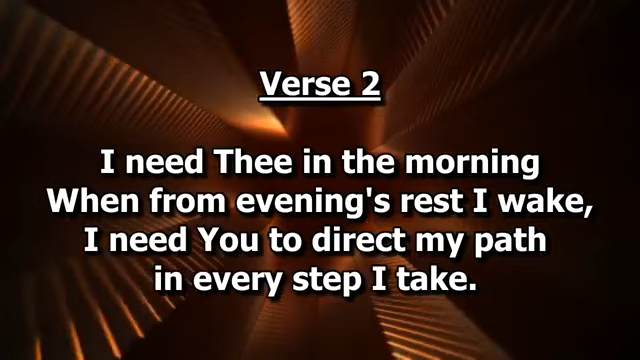 Verse 2
I need Thee in the morning
When from evening's rest I wake,
I need You to direct my path
in every step I take.